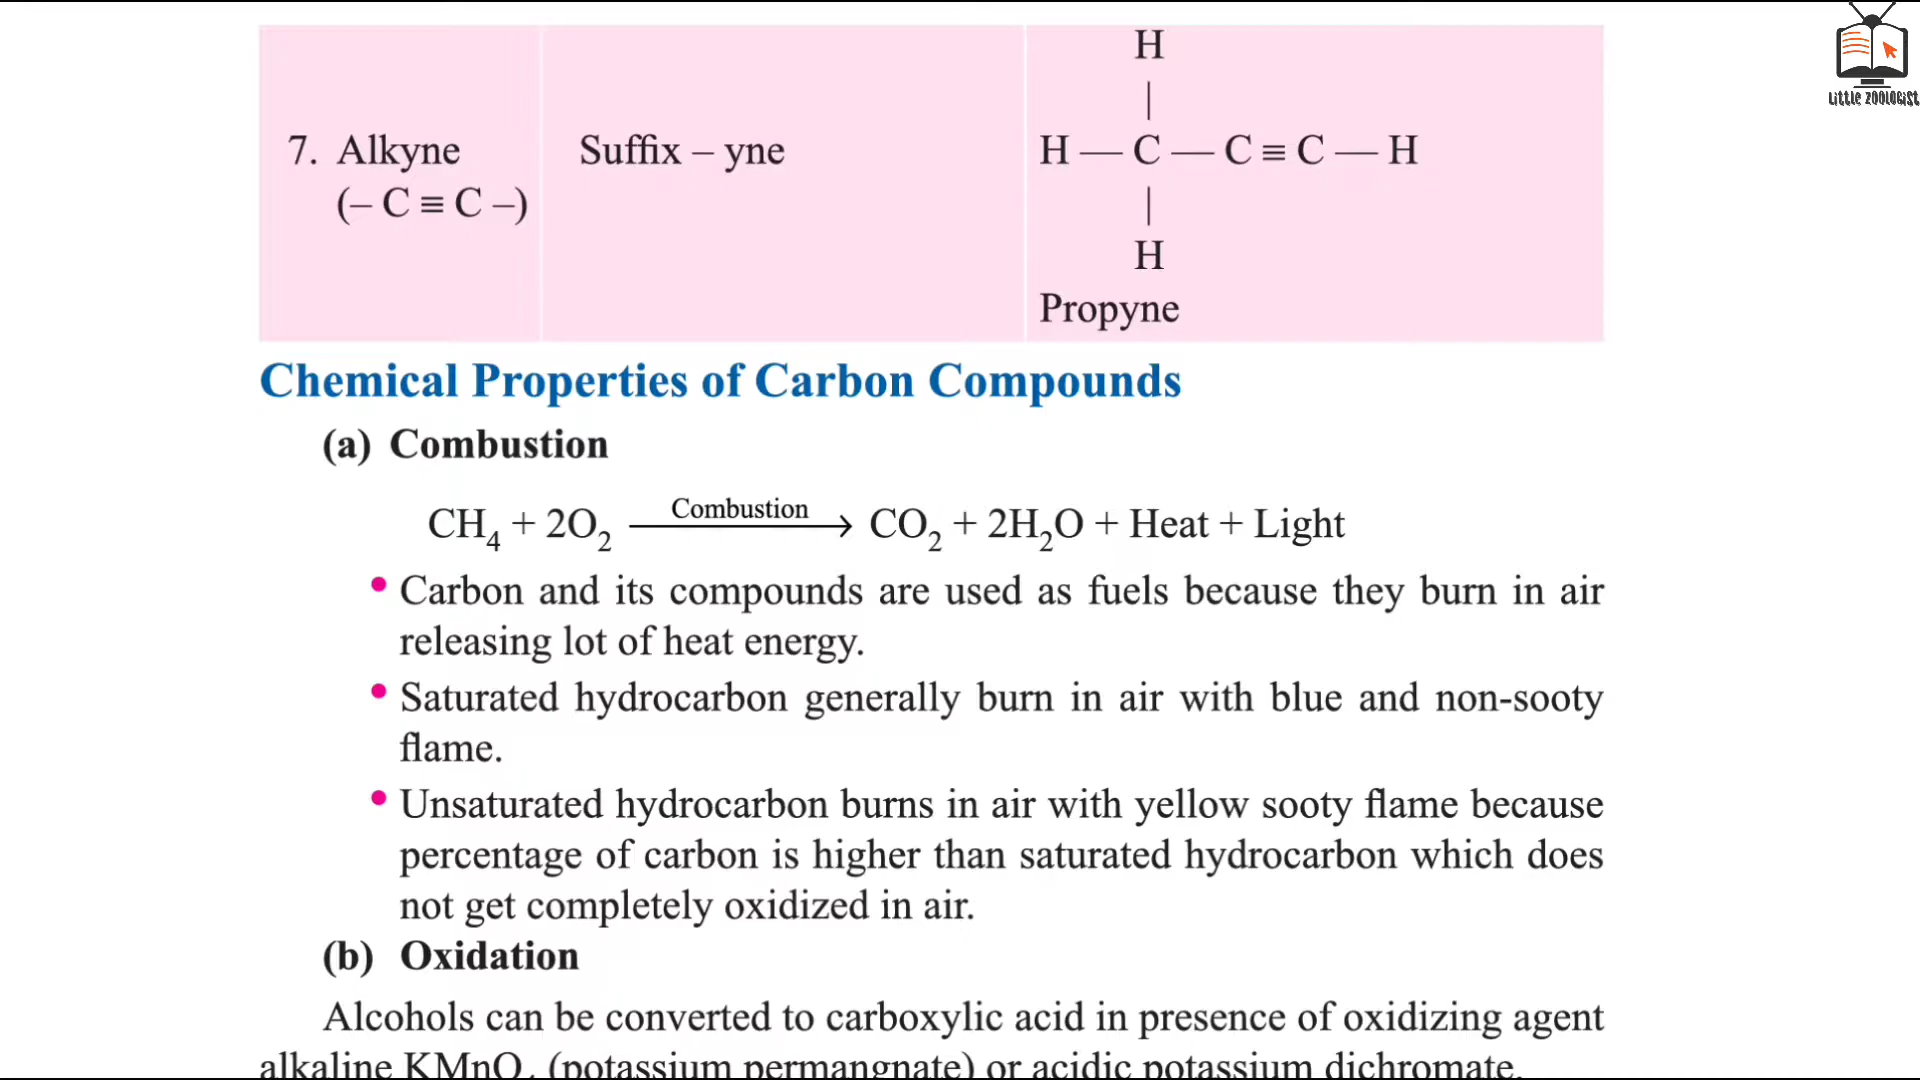 H
|
7. Alkyne Suffix – yne H — C — C ≡ C — H
(– C ≡ C –)
|
H
Propyne
LittLe ZOOLOGiSt
Chemical Properties of Carbon Compounds
(a) Combustion
Combustion
CH₄ + 2O₂ ⟶ CO₂ + 2H₂O + Heat + Light
• Carbon and its compounds are used as fuels because they burn in air
releasing lot of heat energy.
• Saturated hydrocarbon generally burn in air with blue and non-sooty
flame.
• Unsaturated hydrocarbon burns in air with yellow sooty flame because
percentage of carbon is higher than saturated hydrocarbon which does
not get completely oxidized in air.
(b) Oxidation
Alcohols can be converted to carboxylic acid in presence of oxidizing agent
alkaline KMnO₄ (potassium permangnate) or acidic potassium dichromate.